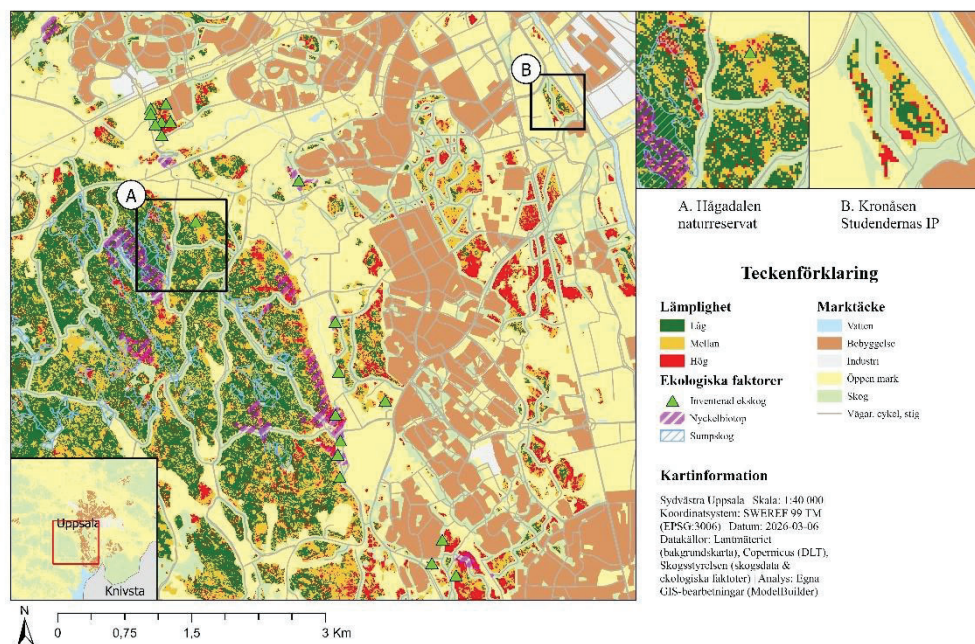 A
B
A. Hågadalen
naturreservat
B. Kronåsen
Studendernas IP
Teckenförklaring
Lämplighet
Låg
Mellan
Hög
Ekologiska faktorer
Inventerad ekskog
Nyckelbiotop
Sumpskog
Marktäcke
Vatten
Bebyggelse
Industri
Öppen mark
Skog
Vägar, cykel, stig
Kartinformation
Sydvästra Uppsala Skala: 1:40 000
Koordinatsystem: SWEREF 99 TM
(EPSG:3006) Datum: 2026-03-06
Datakällor: Lantmäteriet
(bakgrundskarta), Copernicus (DLT),
Skogsstyrelsen (skogsdata &
ekologiska faktoter) | Analys: Egna
GIS-bearbetningar (ModelBuilder)
Uppsala
Knivsta
N
0 0,75 1,5 3 Km